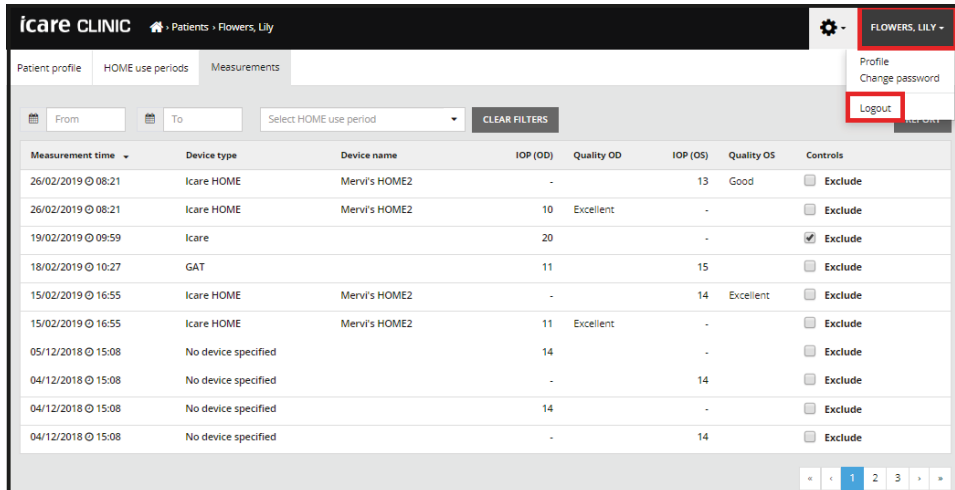 icare CLINIC › Patients › Flowers, Lily FLOWERS, LILY
Patient profile HOME use periods Measurements
Profile
Change password
Logout
From To Select HOME use period CLEAR FILTERS REPORT
Measurement time Device type Device name IOP (OD) Quality OD IOP (OS) Quality OS Controls
26/02/2019 08:21 Icare HOME Mervi's HOME2 - 13 Good Exclude
26/02/2019 08:21 Icare HOME Mervi's HOME2 10 Excellent - Exclude
19/02/2019 09:59 Icare 20 - Exclude
18/02/2019 10:27 GAT 11 15 Exclude
15/02/2019 16:55 Icare HOME Mervi's HOME2 - 14 Excellent Exclude
15/02/2019 16:55 Icare HOME Mervi's HOME2 11 Excellent - Exclude
05/12/2018 15:08 No device specified 14 - Exclude
04/12/2018 15:08 No device specified - 14 Exclude
04/12/2018 15:08 No device specified 14 - Exclude
04/12/2018 15:08 No device specified - 14 Exclude
« ‹ 1 2 3 › »